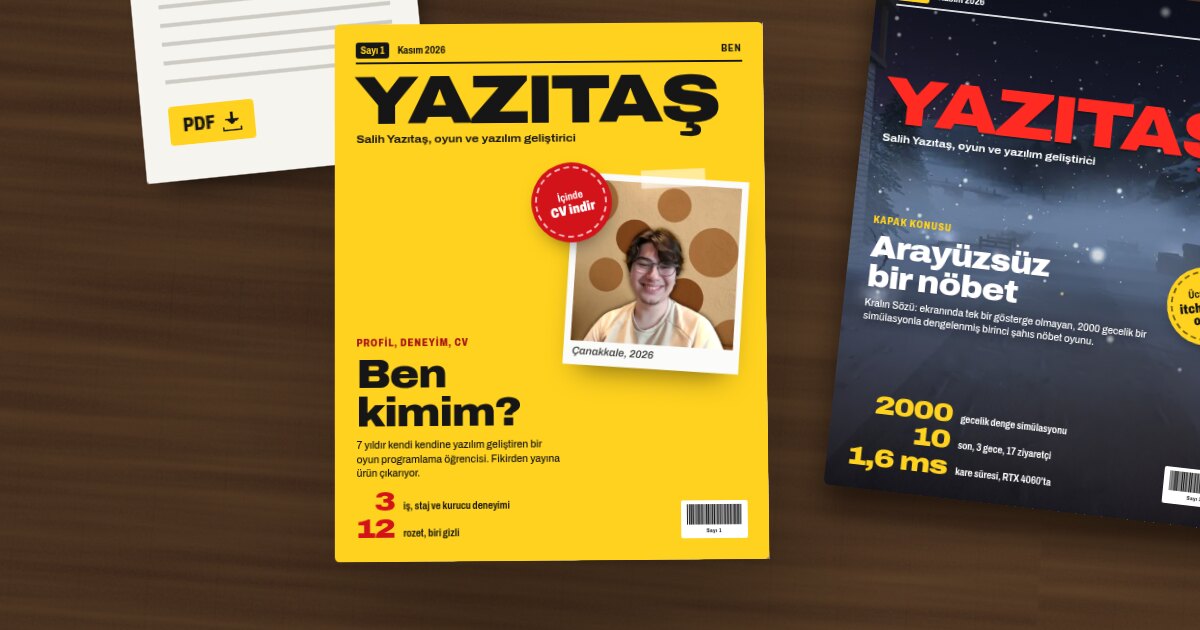 PDF
Sayı 1 Kasım 2026 BEN
YAZITAŞ
Salih Yazıtaş, oyun ve yazılım geliştirici
İçinde
CV indir
Çanakkale, 2026
PROFİL, DENEYİM, CV
Ben
kimim?
7 yıldır kendi kendine yazılım geliştiren bir
oyun programlama öğrencisi. Fikirden yayına
ürün çıkarıyor.
3 iş, staj ve kurucu deneyimi
12 rozet, biri gizli
Sayı 1
2026
YAZITAŞ
Salih Yazıtaş, oyun ve yazılım geliştirici
KAPAK KONUSU
Arayüzsüz
bir nöbet
Kralın Sözü: ekranında tek bir gösterge olmayan, 2000 gecelik bir
simülasyonla dengelenmiş birinci şahıs nöbet oyunu.
2000 gecelik denge simülasyonu
10 son, 3 gece, 17 ziyaretçi
1,6 ms kare süresi, RTX 4060'ta